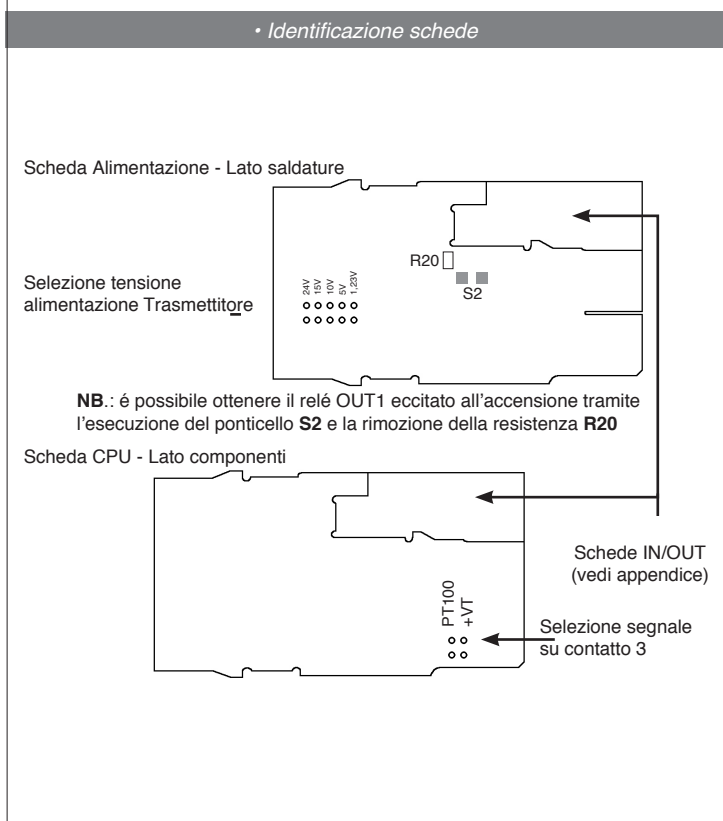 • Identificazione schede
Scheda Alimentazione - Lato saldature
R20
S2
Selezione tensione
alimentazione Trasmettitore
24V
15V
10V
5V
1,23V
NB.: é possibile ottenere il relé OUT1 eccitato all'accensione tramite
l'esecuzione del ponticello S2 e la rimozione della resistenza R20
Scheda CPU - Lato componenti
Schede IN/OUT
(vedi appendice)
PT100
+VT
Selezione segnale
su contatto 3